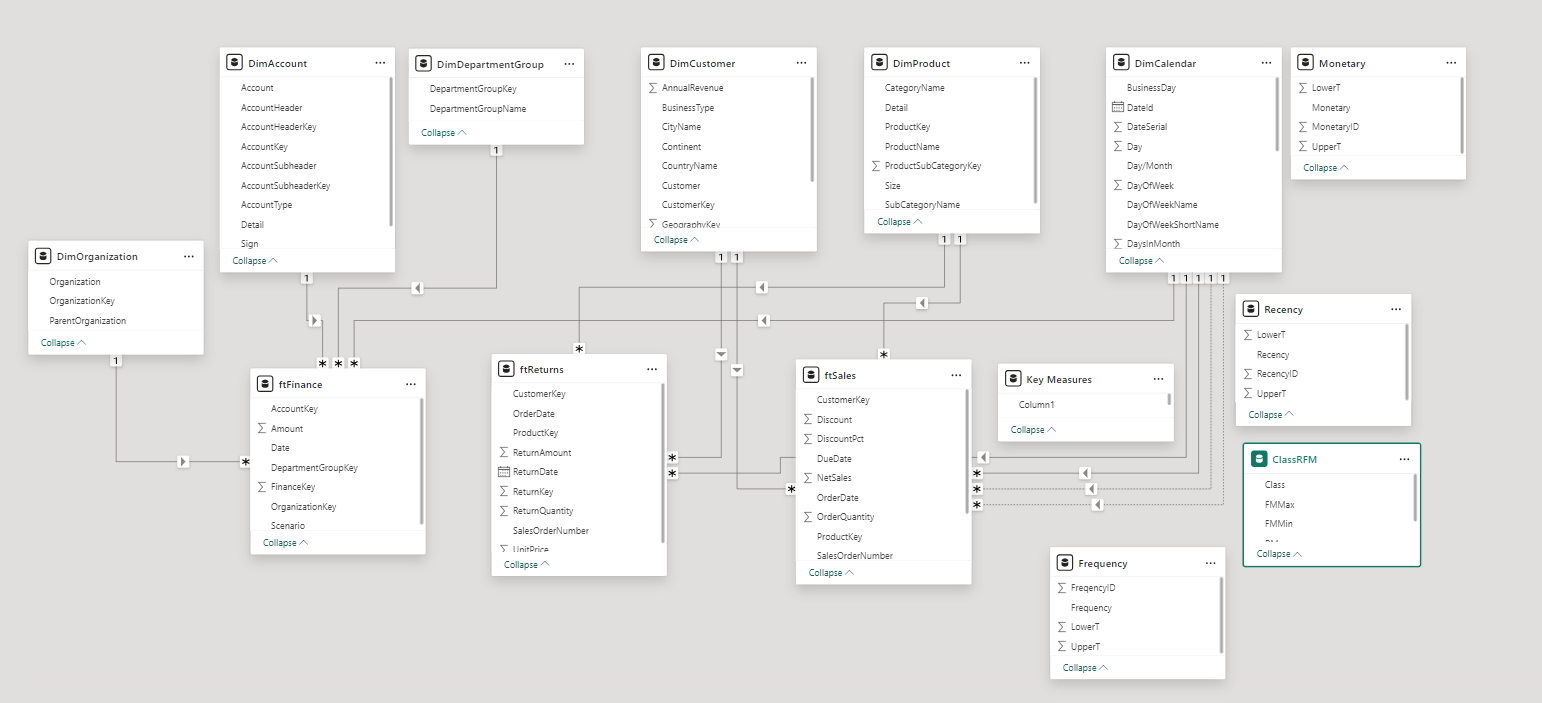 DimAccount
Account
AccountHeader
AccountHeaderKey
AccountKey
AccountSubheader
AccountSubheaderKey
AccountType
Detail
Sign
Collapse
DimDepartmentGroup
DepartmentGroupKey
DepartmentGroupName
Collapse
DimCustomer
AnnualRevenue
BusinessType
CityName
Continent
CountryName
Customer
CustomerKey
GeographyKey
Collapse
DimProduct
CategoryName
Detail
ProductKey
ProductName
ProductSubCategoryKey
Size
SubCategoryName
Collapse
DimCalendar
BusinessDay
DateId
DateSerial
Day
Day/Month
DayOfWeek
DayOfWeekName
DayOfWeekShortName
DaysInMonth
Collapse
Monetary
LowerT
Monetary
MonetaryID
UpperT
Collapse
DimOrganization
Organization
OrganizationKey
ParentOrganization
Collapse
1
1
1
1
1
1
1
1
1
1
1
1
Recency
LowerT
Recency
RecencyID
UpperT
Collapse
ftFinance
AccountKey
Amount
Date
DepartmentGroupKey
FinanceKey
OrganizationKey
Scenario
Collapse
ftReturns
CustomerKey
OrderDate
ProductKey
ReturnAmount
ReturnDate
ReturnKey
ReturnQuantity
SalesOrderNumber
UnitPrice
Collapse
ftSales
CustomerKey
Discount
DiscountPct
DueDate
NetSales
OrderDate
OrderQuantity
ProductKey
SalesOrderNumber
Collapse
Key Measures
Column1
Collapse
ClassRFM
Class
FMMax
FMMin
Collapse
Frequency
FreqencyID
Frequency
LowerT
UpperT
Collapse